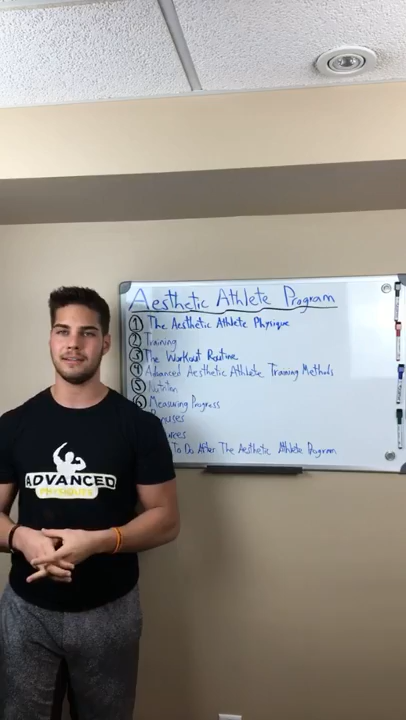 Aesthetic Athlete Program
1 The Aesthetic Athlete Physique
2 Training
3 The Workout Routine
4 Advanced Aesthetic Athlete Training Methods
5 Nutrition
6 Measuring Progress
To Do After The Aesthetic Athlete Program
ADVANCED